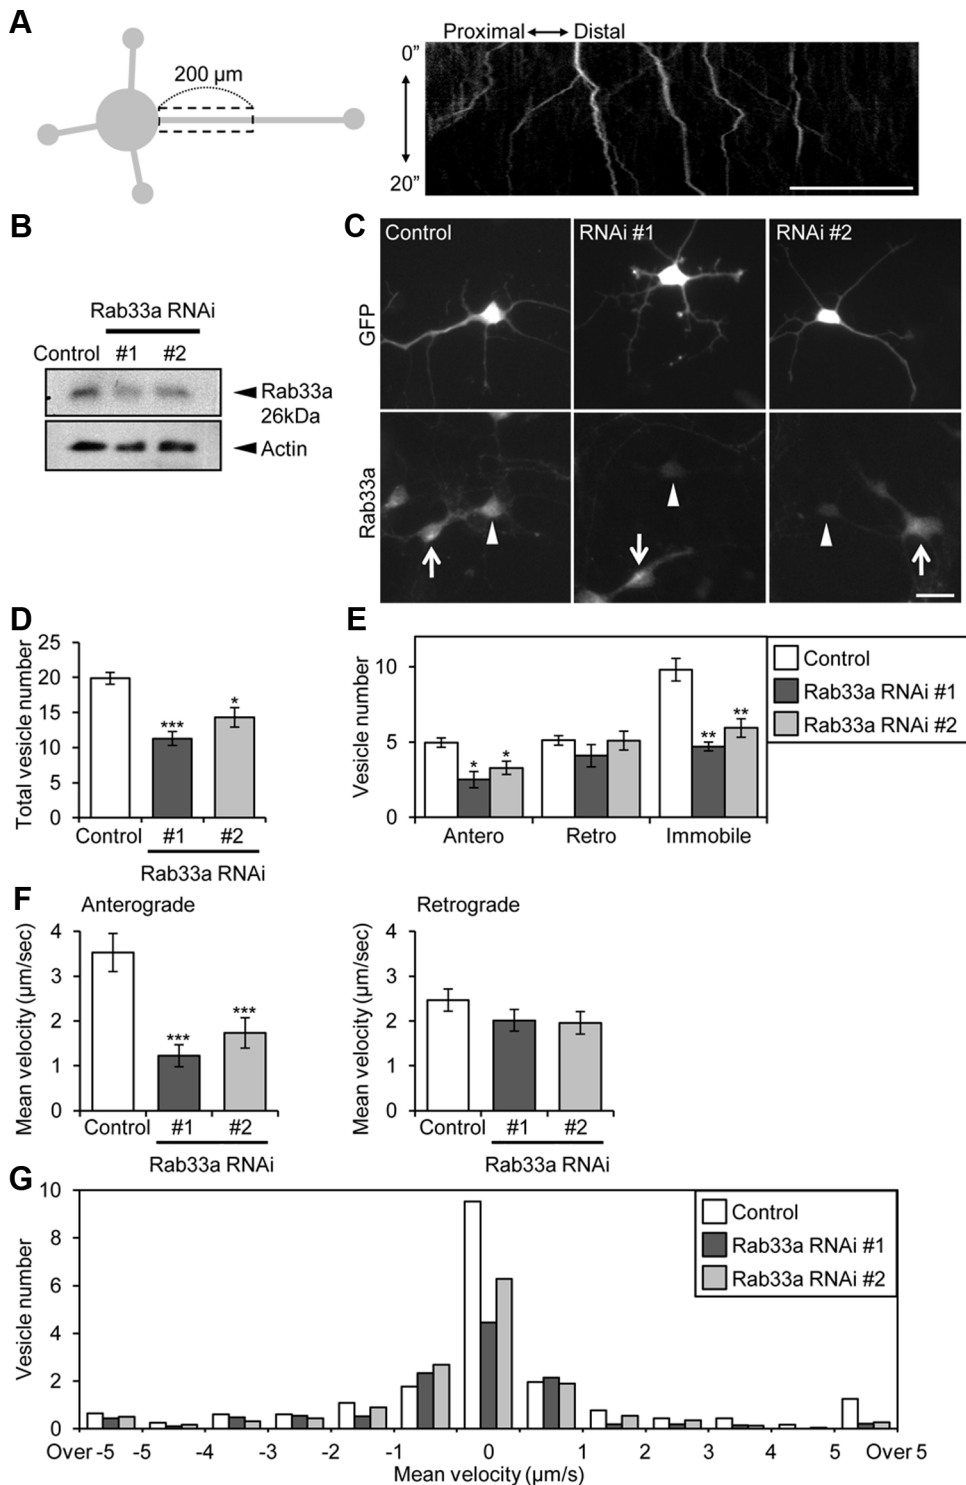 A
200 µm
Proximal Distal
0”
20”
B
Rab33a RNAi
Control #1 #2
Rab33a
26kDa
Actin
C
Control
RNAi #1
RNAi #2
GFP
Rab33a
D
Total vesicle number
25
20
15
10
5
0
***
*
Control #1 #2
Rab33a RNAi
E
Vesicle number
10
5
0
* *
** **
Antero Retro Immobile
Control
Rab33a RNAi #1
Rab33a RNAi #2
F
Anterograde
Mean velocity (µm/sec)
4
3
2
1
0
***
***
Control #1 #2
Rab33a RNAi
Retrograde
Mean velocity (µm/sec)
4
3
2
1
0
Control #1 #2
Rab33a RNAi
G
Vesicle number
10
8
6
4
2
0
Control
Rab33a RNAi #1
Rab33a RNAi #2
Over -5 -5 -4 -3 -2 -1 0 1 2 3 4 5 Over 5
Mean velocity (µm/s)